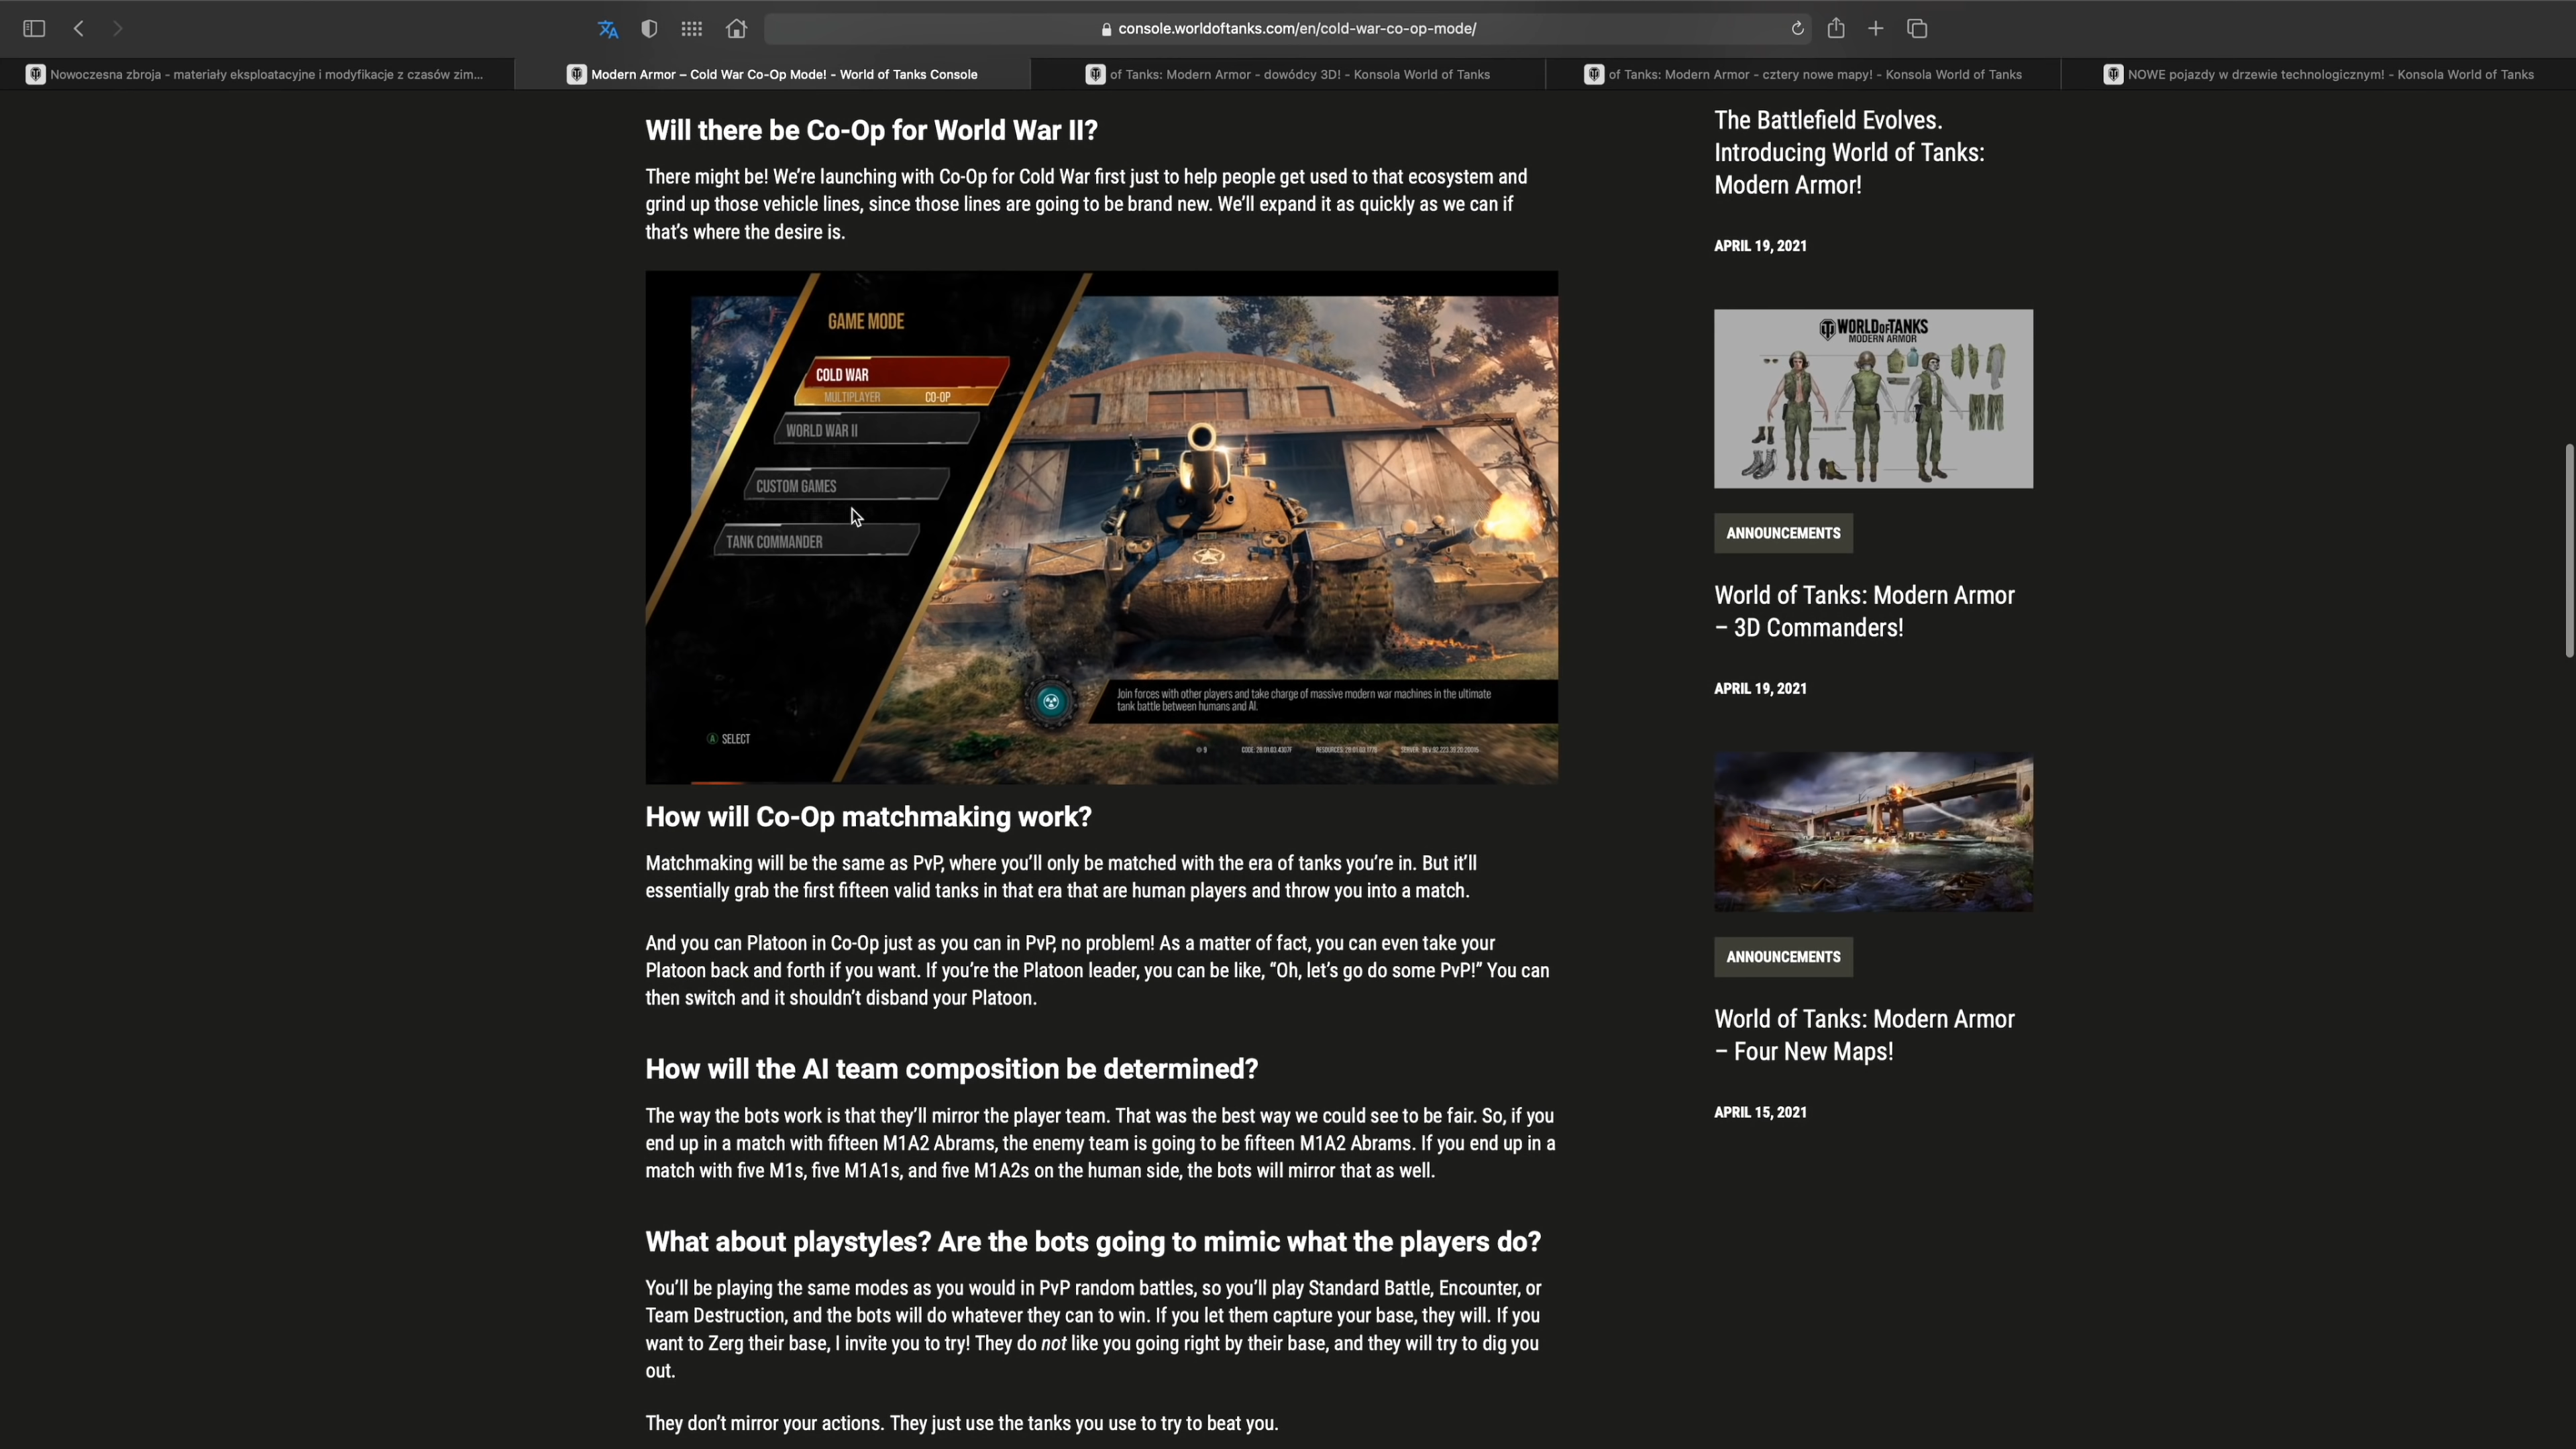 console.worldoftanks.com/en/cold-war-co-op-mode/
Nowoczesna zbroja - materiały eksploatacyjne i modyfikacje z czasów zim...
Modern Armor – Cold War Co-Op Mode! - World of Tanks Console
of Tanks: Modern Armor - dowódcy 3D! - Konsola World of Tanks
of Tanks: Modern Armor - cztery nowe mapy! - Konsola World of Tanks
NOWE pojazdy w drzewie technologicznym! - Konsola World of Tanks
Will there be Co-Op for World War II?
There might be! We’re launching with Co-Op for Cold War first just to help people get used to that ecosystem and
grind up those vehicle lines, since those lines are going to be brand new. We’ll expand it as quickly as we can if
that’s where the desire is.
GAME MODE
COLD WAR
MULTIPLAYER CO-OP
WORLD WAR II
CUSTOM GAMES
TANK COMMANDER
Join forces with other players and take charge of massive modern war machines in the ultimate
tank battle between humans and AI.
A SELECT
How will Co-Op matchmaking work?
Matchmaking will be the same as PvP, where you’ll only be matched with the era of tanks you’re in. But it’ll
essentially grab the first fifteen valid tanks in that era that are human players and throw you into a match.
And you can Platoon in Co-Op just as you can in PvP, no problem! As a matter of fact, you can even take your
Platoon back and forth if you want. If you’re the Platoon leader, you can be like, “Oh, let’s go do some PvP!” You can
then switch and it shouldn’t disband your Platoon.
How will the AI team composition be determined?
The way the bots work is that they’ll mirror the player team. That was the best way we could see to be fair. So, if you
end up in a match with fifteen M1A2 Abrams, the enemy team is going to be fifteen M1A2 Abrams. If you end up in a
match with five M1s, five M1A1s, and five M1A2s on the human side, the bots will mirror that as well.
What about playstyles? Are the bots going to mimic what the players do?
You’ll be playing the same modes as you would in PvP random battles, so you’ll play Standard Battle, Encounter, or
Team Destruction, and the bots will do whatever they can to win. If you let them capture your base, they will. If you
want to Zerg their base, I invite you to try! They do not like you going right by their base, and they will try to dig you
out.
They don’t mirror your actions. They just use the tanks you use to try to beat you.
The Battlefield Evolves.
Introducing World of Tanks:
Modern Armor!
APRIL 19, 2021
WORLD OF TANKS
MODERN ARMOR
ANNOUNCEMENTS
World of Tanks: Modern Armor
– 3D Commanders!
APRIL 19, 2021
ANNOUNCEMENTS
World of Tanks: Modern Armor
– Four New Maps!
APRIL 15, 2021